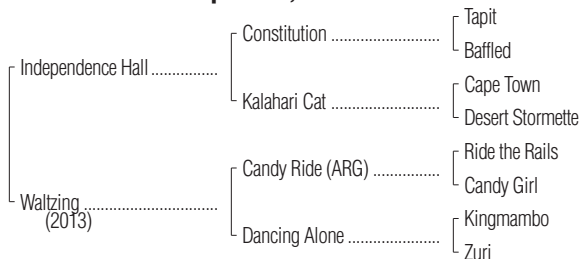 Tapit
Constitution
Baffled
Independence Hall
Cape Town
Kalahari Cat
Desert Stormette
Ride the Rails
Candy Ride (ARG)
Candy Girl
Waltzing
(2013)
Kingmambo
Dancing Alone
Zuri